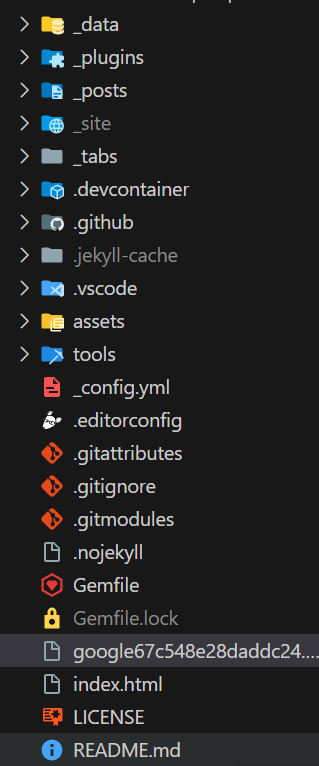 _data
_plugins
_posts
_site
_tabs
.devcontainer
.github
.jekyll-cache
.vscode
assets
tools
_config.yml
.editorconfig
.gitattributes
.gitignore
.gitmodules
.nojekyll
Gemfile
Gemfile.lock
google67c548e28daddc24....
index.html
LICENSE
README.md